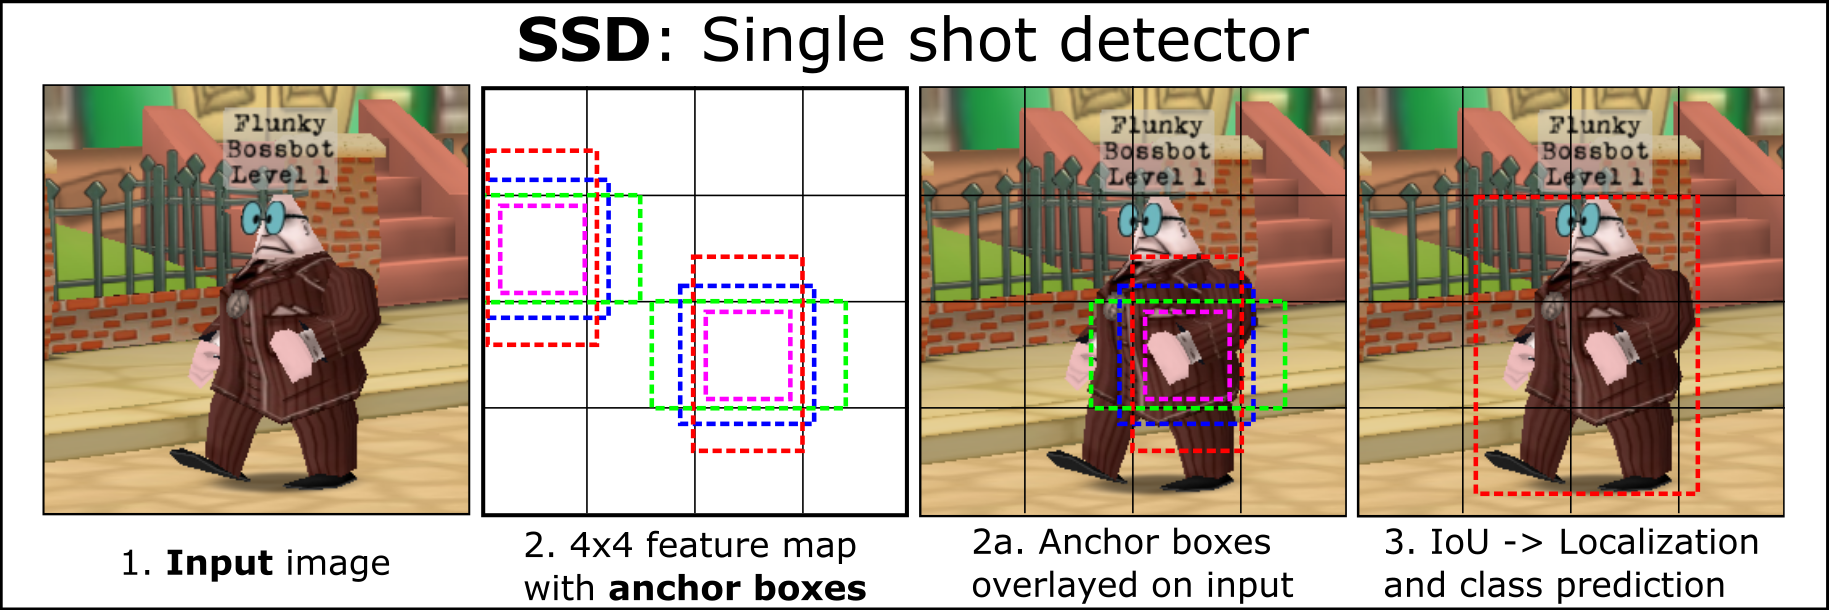 SSD: Single shot detector
Flunky
Bossbot
Level 1
Flunky
Bossbot
Level 1
Flunky
Bossbot
Level 1
1. Input image
2. 4x4 feature map
with anchor boxes
2a. Anchor boxes
overlayed on input
3. IoU -> Localization
and class prediction